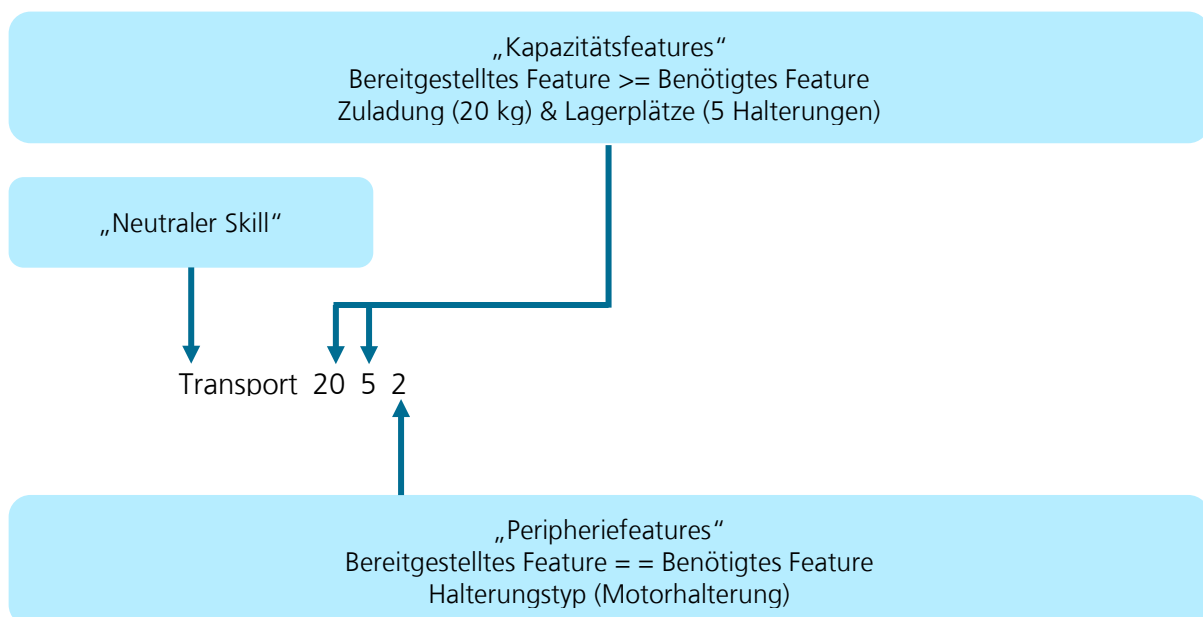 „Kapazitätsfeatures“
Bereitgestelltes Feature >= Benötigtes Feature
Zuladung (20 kg) & Lagerplätze (5 Halterungen)
„Neutraler Skill“
Transport 20 5 2
„Peripheriefeatures“
Bereitgestelltes Feature = = Benötigtes Feature
Halterungstyp (Motorhalterung)